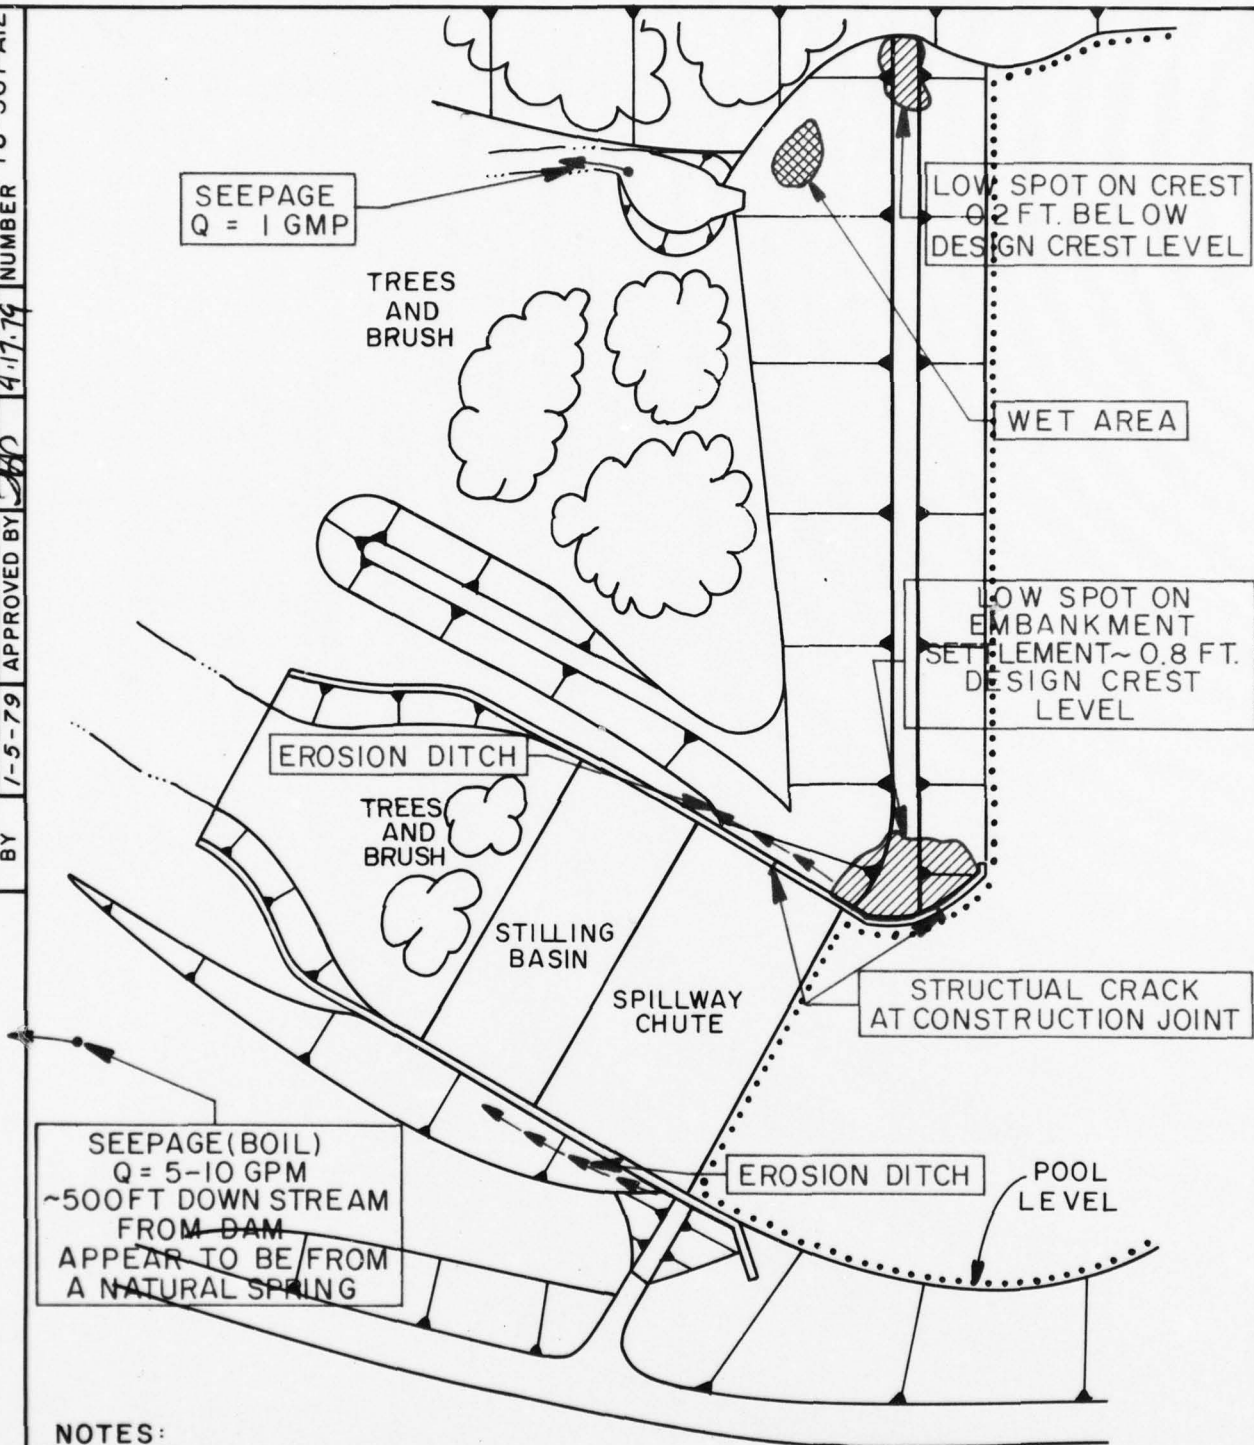 SEEPAGE
Q = 1 GMP
LOW SPOT ON CREST
0.2 FT. BELOW
DESIGN CREST LEVEL
TREES
AND
BRUSH
WET AREA
LOW SPOT ON
EMBANKMENT
SETTLEMENT~ 0.8 FT.
DESIGN CREST
LEVEL
EROSION DITCH
TREES
AND
BRUSH
STILLING
BASIN
SPILLWAY
CHUTE
STRUCTUAL CRACK
AT CONSTRUCTION JOINT
SEEPAGE (BOIL)
Q = 5-10 GPM
~500 FT DOWN STREAM
FROM DAM
APPEAR TO BE FROM
A NATURAL SPRING
EROSION DITCH
POOL
LEVEL
NOTES:
BY
1-5-79
APPROVED BY
4.17.79
NUMBER